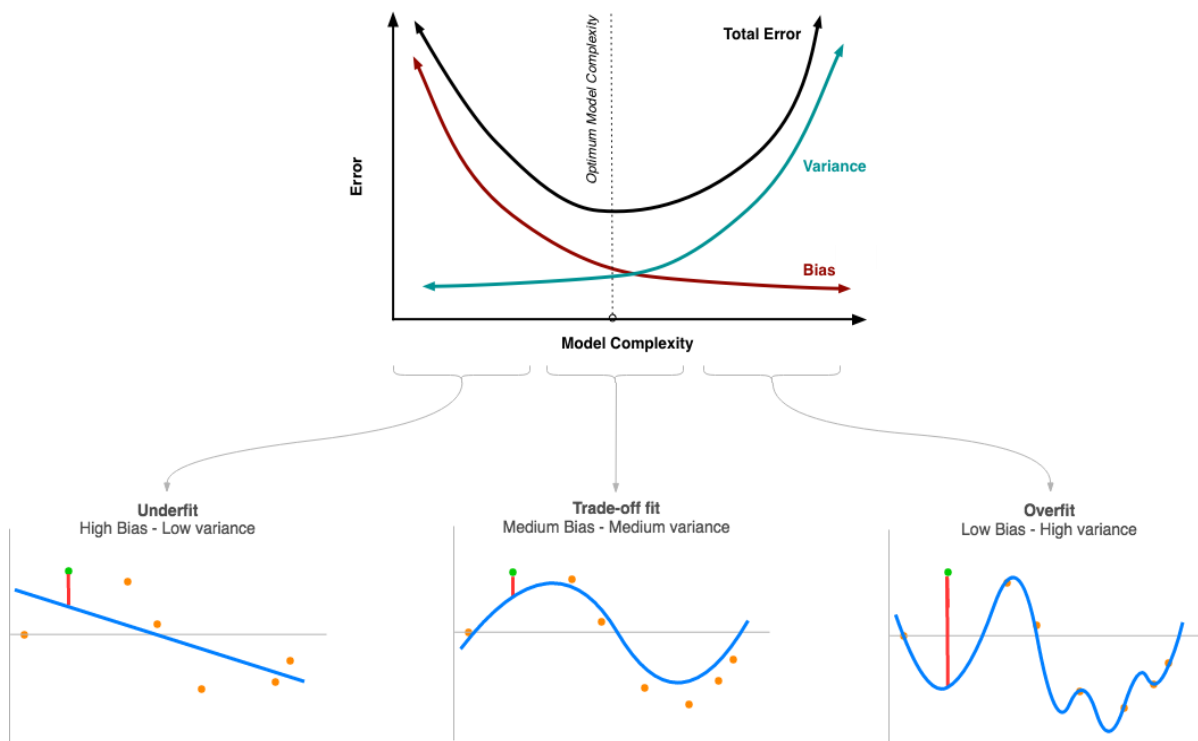 Total Error
Optimum Model Complexity
Variance
Error
Bias
Model Complexity
Underfit
High Bias - Low variance
Trade-off fit
Medium Bias - Medium variance
Overfit
Low Bias - High variance